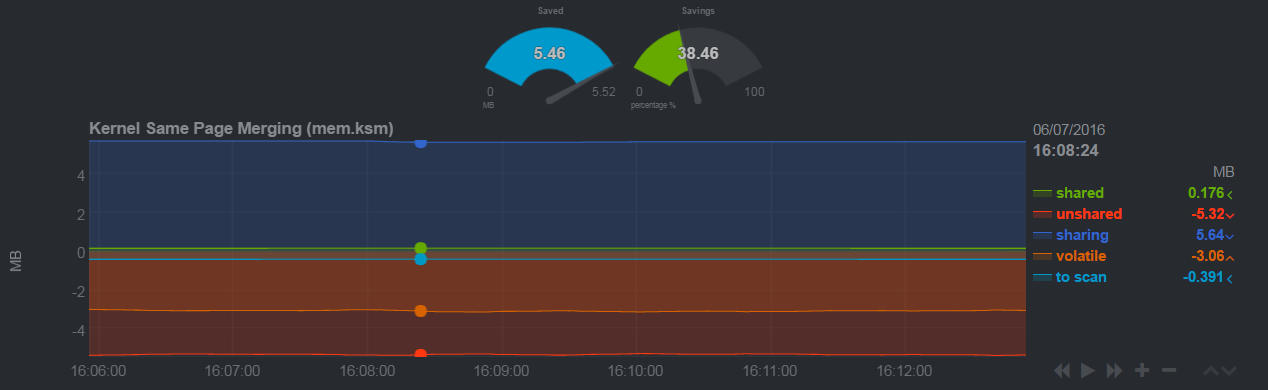 Saved Savings
5.46 38.46
0 5.52 0 100
MB percentage %
Kernel Same Page Merging (mem.ksm)
06/07/2016
16:08:24
MB
shared 0.176
unshared -5.32
sharing 5.64
volatile -3.06
to scan -0.391
MB
4
2
0
-2
-4
16:06:00 16:07:00 16:08:00 16:09:00 16:10:00 16:11:00 16:12:00